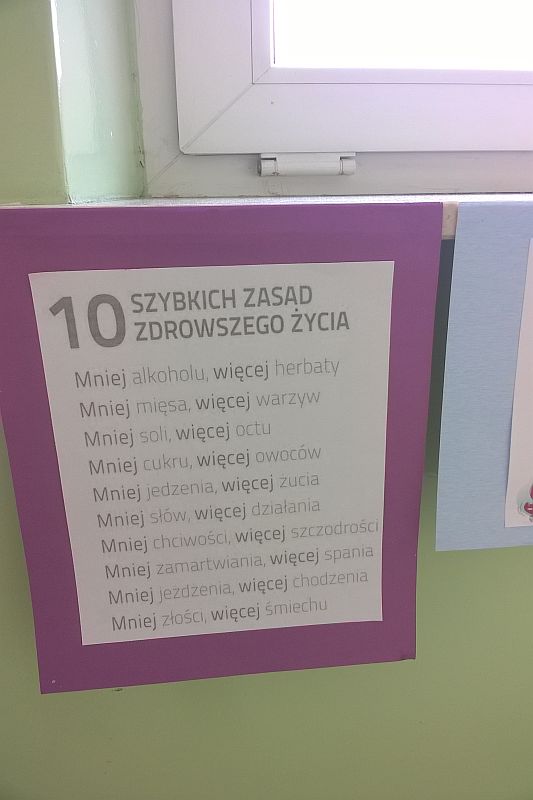 10 SZYBKICH ZASAD
ZDROWSZEGO ŻYCIA
Mniej alkoholu, więcej herbaty
Mniej mięsa, więcej warzyw
Mniej soli, więcej octu
Mniej cukru, więcej owoców
Mniej jedzenia, więcej żucia
Mniej słów, więcej działania
Mniej chciwości, więcej szczodrości
Mniej zamartwiania, więcej spania
Mniej jezdzenia, więcej chodzenia
Mniej złości, więcej śmiechu